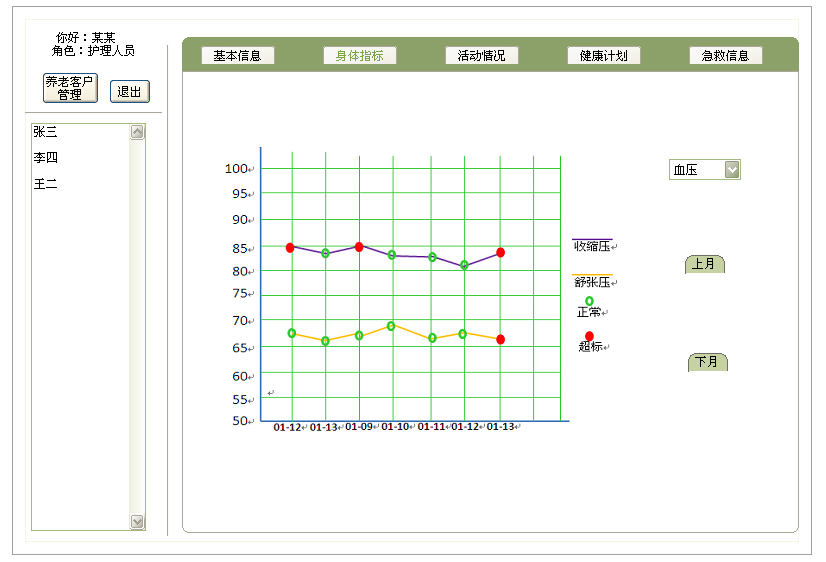 你好：某某
角色：护理人员
养老客户
管理
退出
张三
李四
王二
基本信息
身体指标
活动情况
健康计划
急救信息
血压
100
95
90
85
80
75
70
65
60
55
50
01-12 01-13 01-09 01-10 01-11 01-12 01-13
收缩压
舒张压
正常
超标
上月
下月